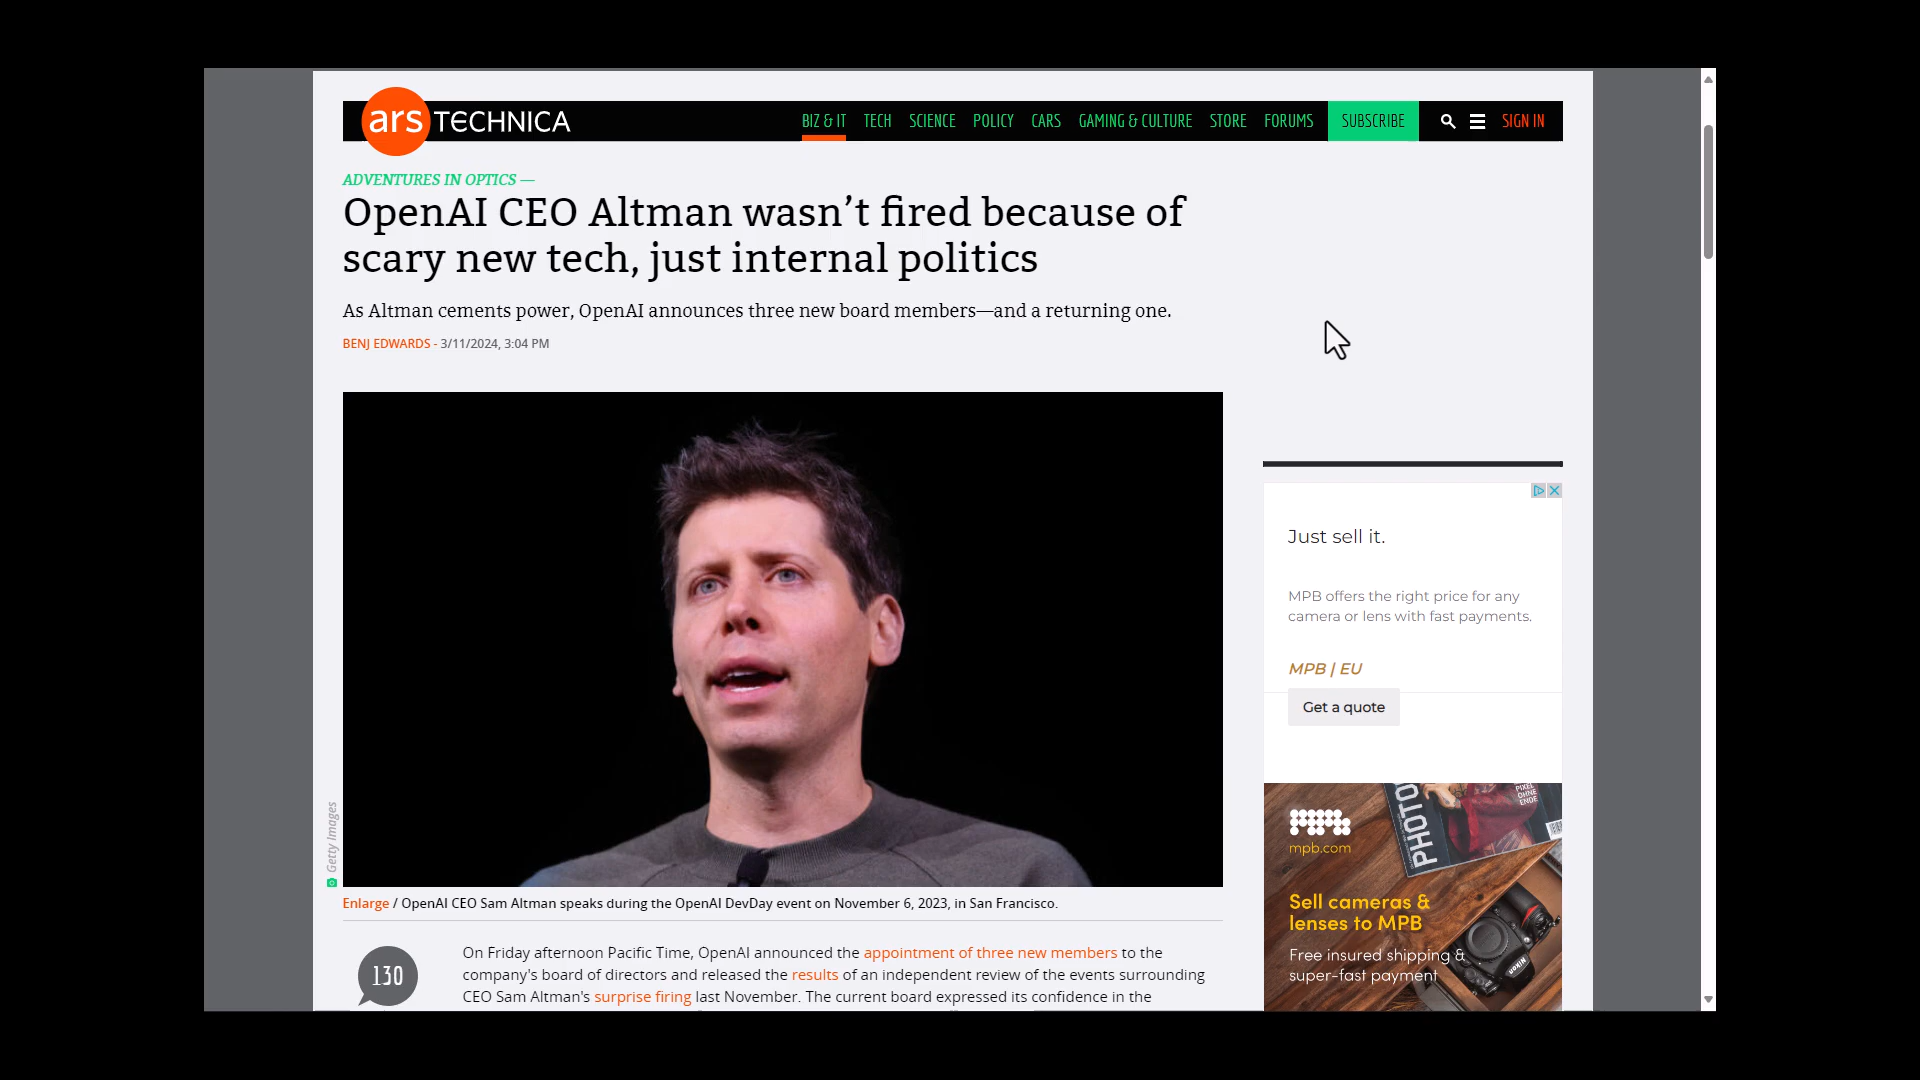 ars TECHNICA
BIZ & IT TECH SCIENCE POLICY CARS GAMING & CULTURE STORE FORUMS SUBSCRIBE SIGN IN
ADVENTURES IN OPTICS —
OpenAI CEO Altman wasn’t fired because of
scary new tech, just internal politics
As Altman cements power, OpenAI announces three new board members—and a returning one.
BENJ EDWARDS - 3/11/2024, 3:04 PM
Getty Images
Enlarge / OpenAI CEO Sam Altman speaks during the OpenAI DevDay event on November 6, 2023, in San Francisco.
130
On Friday afternoon Pacific Time, OpenAI announced the appointment of three new members to the
company's board of directors and released the results of an independent review of the events surrounding
CEO Sam Altman's surprise firing last November. The current board expressed its confidence in the
Just sell it.
MPB offers the right price for any
camera or lens with fast payments.
MPB | EU
Get a quote
PIXEL
OHNE
ENDE
PHOTO
mpb
mpb.com
Sell cameras &
lenses to MPB
Free insured shipping &
super-fast payment
Nikon